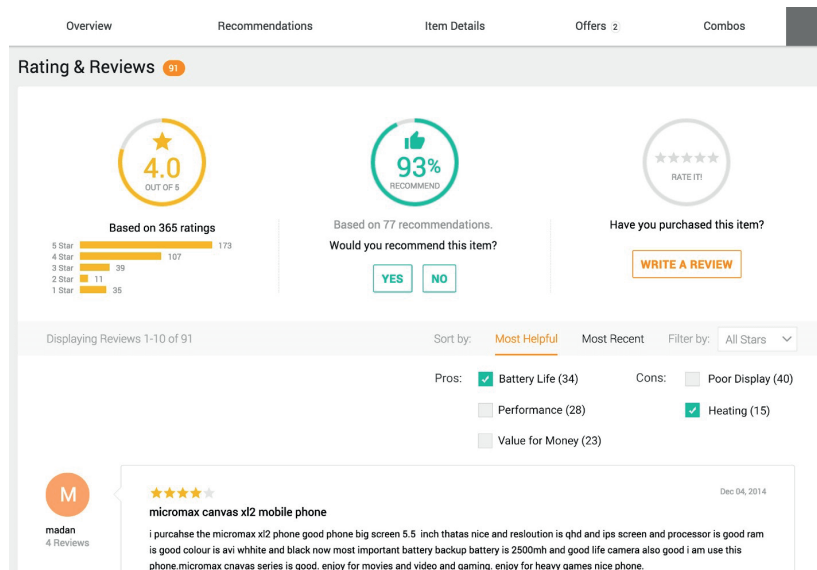 Overview Recommendations Item Details Offers 2 Combos
Rating & Reviews 91
4.0
OUT OF 5
Based on 365 ratings
5 Star 173
4 Star 107
3 Star 39
2 Star 11
1 Star 35
93%
RECOMMEND
Based on 77 recommendations.
Would you recommend this item?
YES NO
RATE IT!
Have you purchased this item?
WRITE A REVIEW
Displaying Reviews 1-10 of 91 Sort by: Most Helpful Most Recent Filter by: All Stars
Pros: Battery Life (34) Cons: Poor Display (40)
Performance (28) Heating (15)
Value for Money (23)
M
madan
4 Reviews
Dec 04, 2014
micromax canvas xl2 mobile phone
i purcahse the micromax xl2 phone good phone big screen 5.5 inch thatas nice and resloution is qhd and ips screen and processor is good ram
is good colour is avi whhite and black now most important battery backup battery is 2500mh and good life camera also good i am use this
phone.micromax cnavas series is good. enjoy for movies and video and gaming. enjoy for heavy games nice phone.